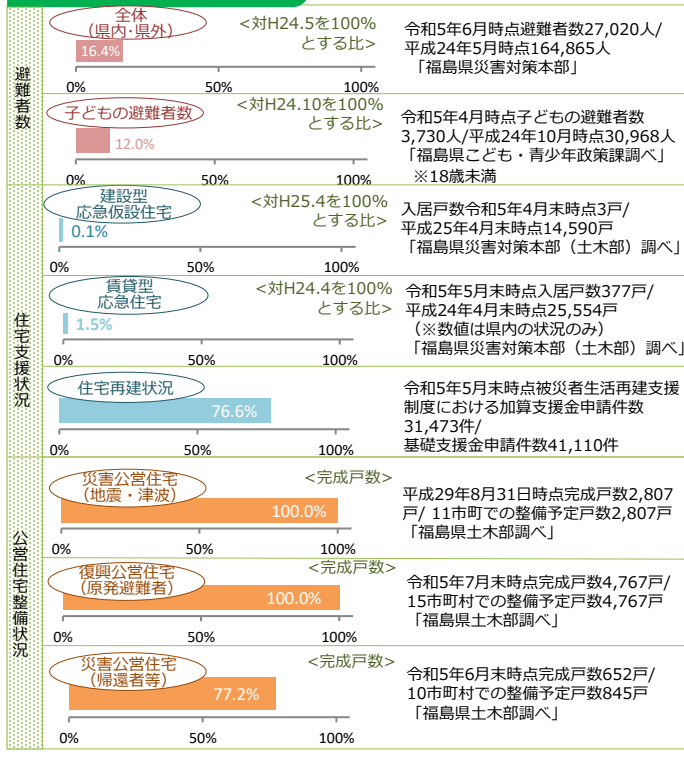 避難者数
全体
（県内・県外）
<対H24.5を100%
とする比>
16.4%
0% 50% 100%
令和5年6月時点避難者数27,020人/
平成24年5月時点164,865人
「福島県災害対策本部」
子どもの避難者数
<対H24.10を100%
とする比>
12.0%
0% 50% 100%
令和5年4月時点子どもの避難者数
3,730人/平成24年10月時点30,968人
「福島県こども・青少年政策課調べ」
※18歳未満
住宅支援状況
建設型
応急仮設住宅
<対H25.4を100%
とする比>
0.1%
0% 50% 100%
入居戸数令和5年4月末時点3戸/
平成25年4月末時点14,590戸
「福島県災害対策本部（土木部）調べ」
賃貸型
応急住宅
<対H24.4を100%
とする比>
1.5%
0% 50% 100%
令和5年5月末時点入居戸数377戸/
平成24年4月末時点25,554戸
（※数値は県内の状況のみ）
「福島県災害対策本部（土木部）調べ」
住宅再建状況
76.6%
0% 50% 100%
令和5年5月末時点被災者生活再建支援
制度における加算支援金申請件数
31,473件/
基礎支援金申請件数41,110件
公営住宅整備状況
災害公営住宅
（地震・津波）
<完成戸数>
100.0%
0% 50% 100%
平成29年8月31日時点完成戸数2,807
戸/ 11市町での整備予定戸数2,807戸
「福島県土木部調べ」
復興公営住宅
（原発避難者）
<完成戸数>
100.0%
0% 50% 100%
令和5年7月末時点完成戸数4,767戸/
15市町村での整備予定戸数4,767戸
「福島県土木部調べ」
災害公営住宅
（帰還者等）
<完成戸数>
77.2%
0% 50% 100%
令和5年6月末時点完成戸数652戸/
10市町村での整備予定戸数845戸
「福島県土木部調べ」